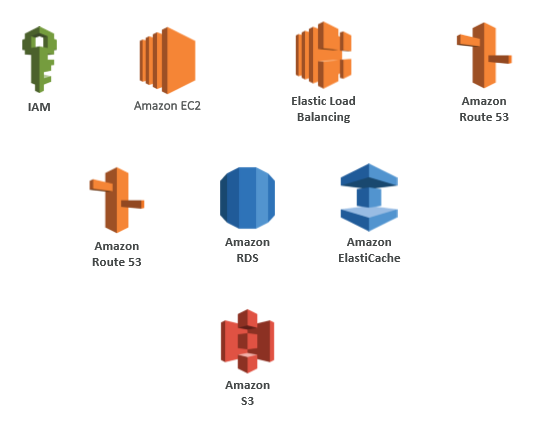 IAM
Amazon EC2
Elastic Load
Balancing
Amazon
Route 53
Amazon
Route 53
Amazon
RDS
Amazon
ElastiCache
Amazon
S3